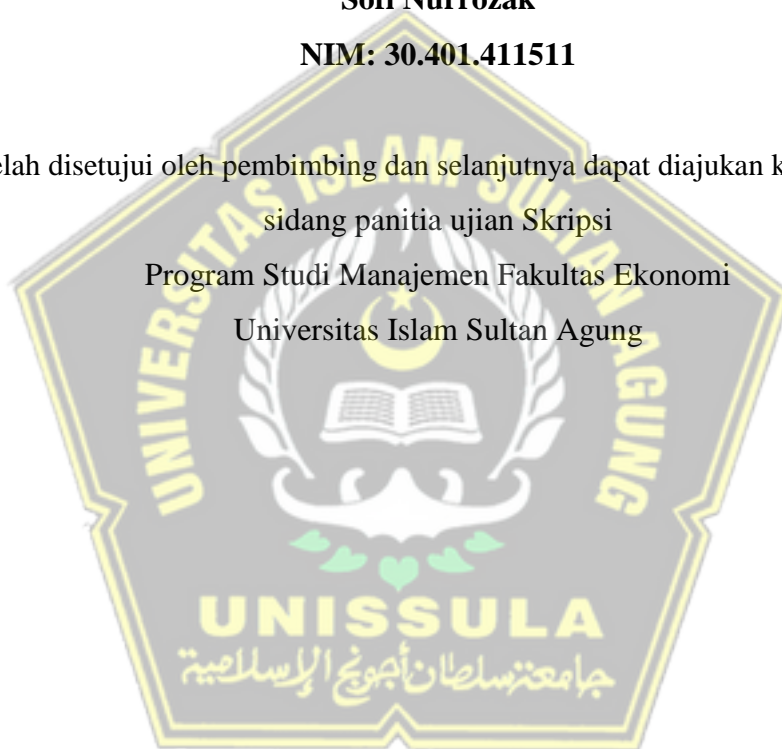 Sofi Nurrozak
NIM: 30.401.411511
elah disetujui oleh pembimbing dan selanjutnya dapat diajukan k
sidang panitia ujian Skripsi
Program Studi Manajemen Fakultas Ekonomi
Universitas Islam Sultan Agung
UNIVERSITAS ISLAM SULTAN AGUNG
UNISSULA
جامعة سلطان أجونج الإسلامية